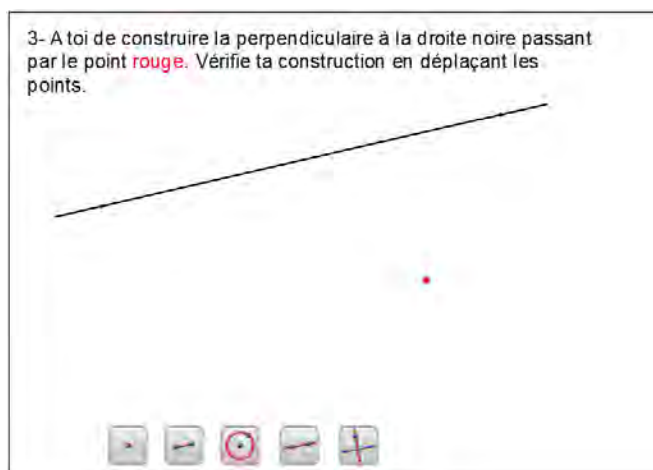 3- A toi de construire la perpendiculaire à la droite noire passant
par le point rouge. Vérifie ta construction en déplaçant les
points.